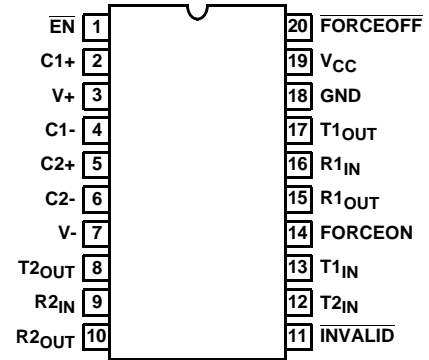 EN 1 20 FORCEOFF
C1+ 2 19 VCC
V+ 3 18 GND
C1- 4 17 T1OUT
C2+ 5 16 R1IN
C2- 6 15 R1OUT
V- 7 14 FORCEON
T2OUT 8 13 T1IN
R2IN 9 12 T2IN
R2OUT 10 11 INVALID